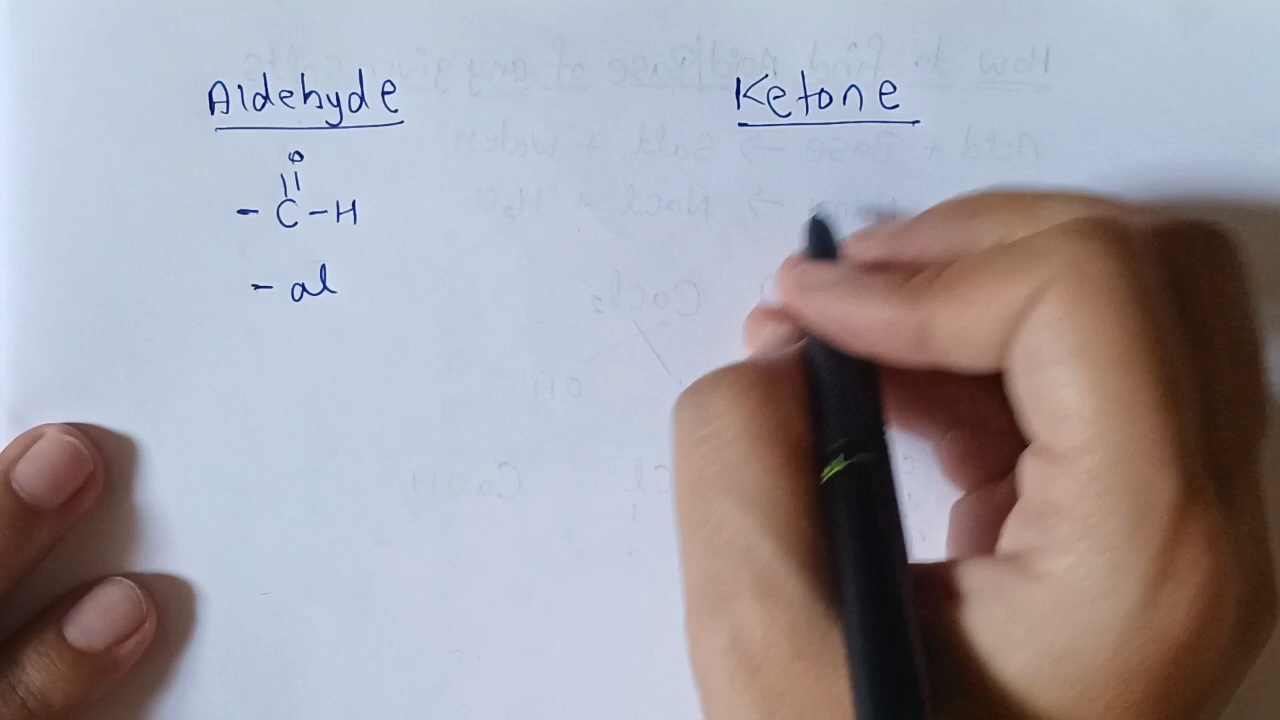 Aldehyde
Ketone
O
||
- C - H
- al